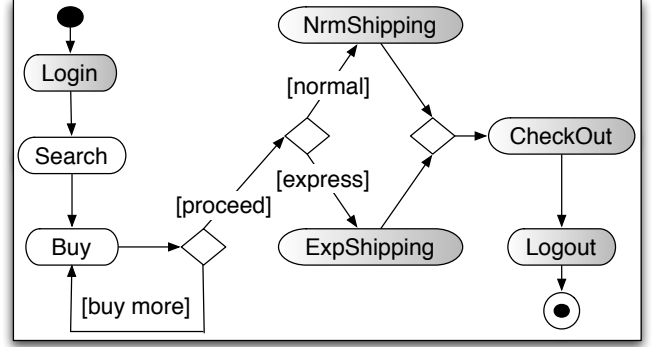 Login
Search
Buy
[buy more]
[proceed]
[normal]
[express]
NrmShipping
ExpShipping
CheckOut
Logout